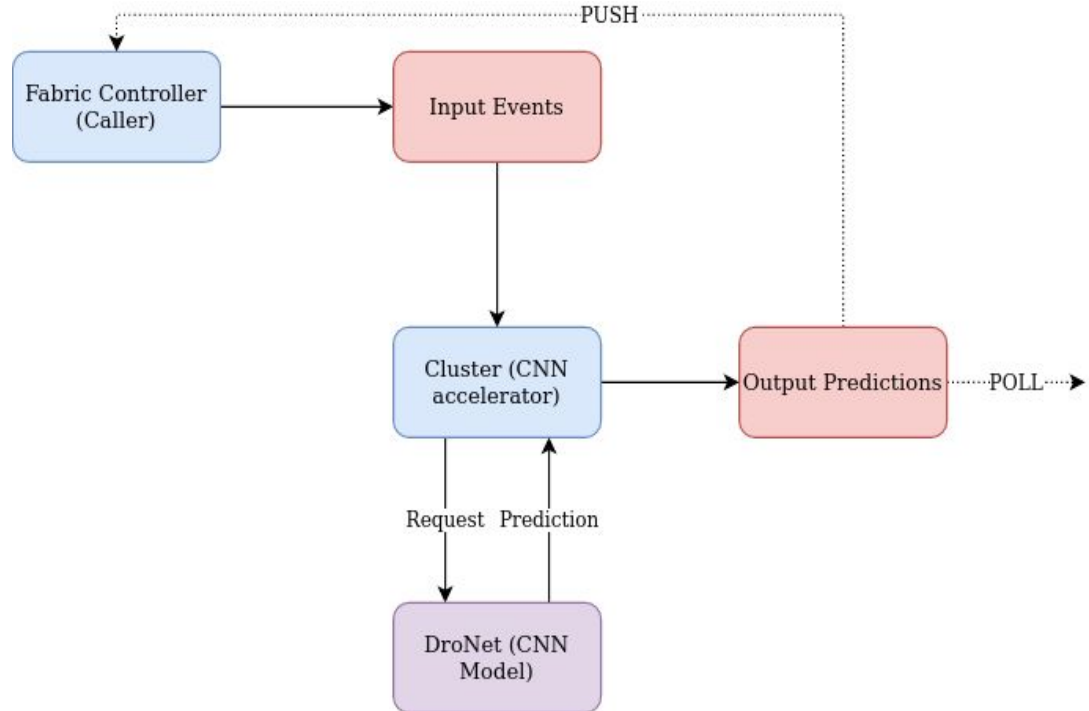 PUSH
Fabric Controller
(Caller)
Input Events
Cluster (CNN
accelerator)
Output Predictions
POLL
Request
Prediction
DroNet (CNN
Model)